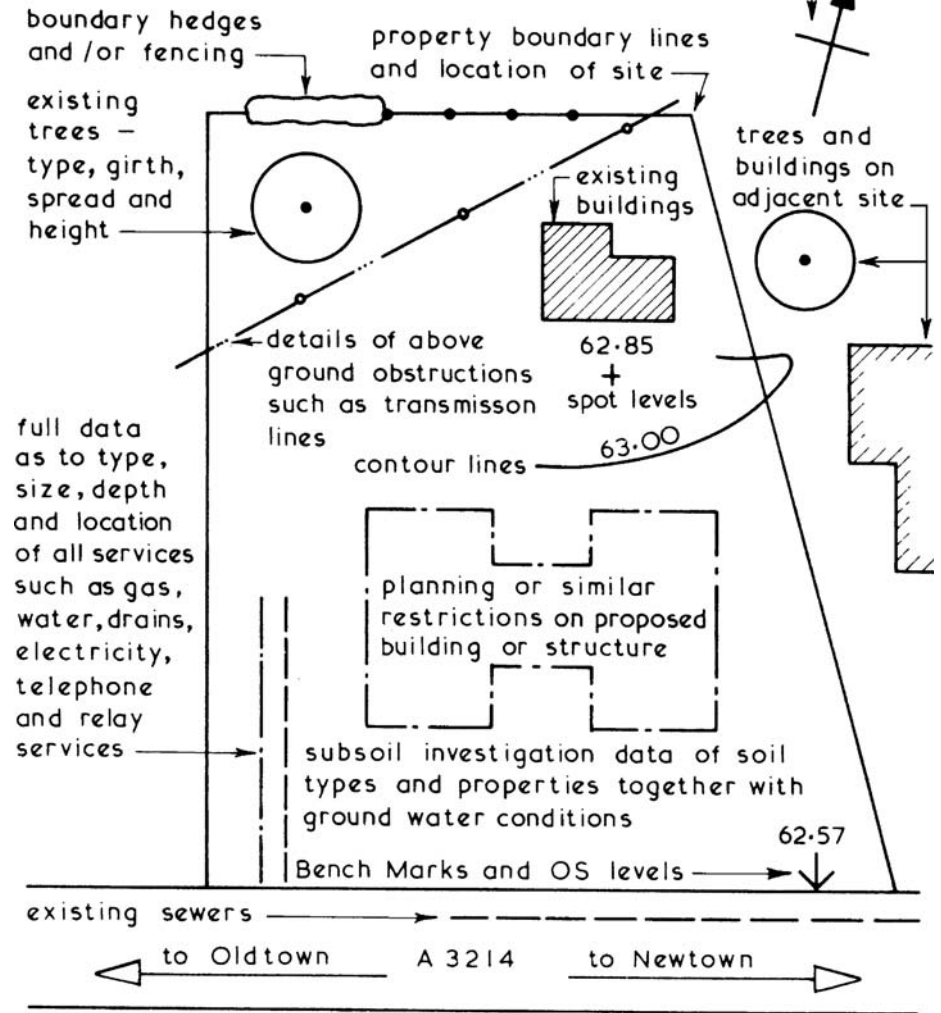 boundary hedges
and /or fencing
property boundary lines
and location of site
existing
trees –
type, girth,
spread and
height
existing
buildings
trees and
buildings on
adjacent site
details of above
ground obstructions
such as transmisson
lines
62·85
+
spot levels
63·00
contour lines
full data
as to type,
size, depth
and location
of all services
such as gas,
water, drains,
electricity,
telephone
and relay
services
planning or similar
restrictions on proposed
building or structure
subsoil investigation data of soil
types and properties together with
ground water conditions
62·57
Bench Marks and OS levels
existing sewers
to Oldtown A 3214 to Newtown